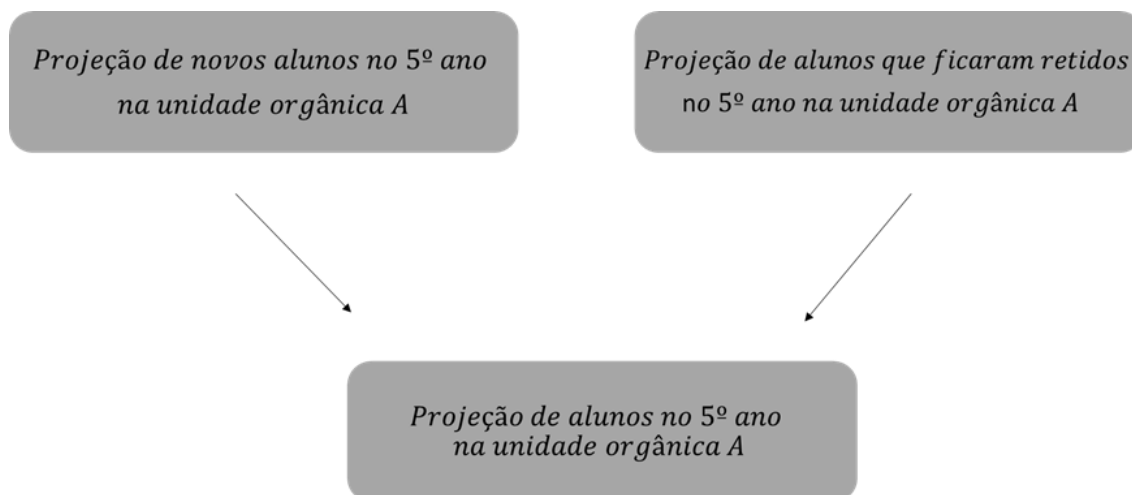 Projeção de novos alunos no 5º ano
na unidade orgânica A
Projeção de alunos que ficaram retidos
no 5º ano na unidade orgânica A
Projeção de alunos no 5º ano
na unidade orgânica A